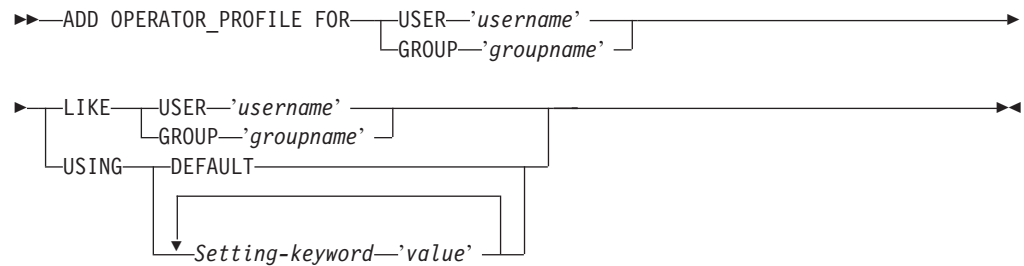 ADD OPERATOR_PROFILE FOR USER 'username'
GROUP 'groupname'
LIKE USER 'username'
GROUP 'groupname'
USING DEFAULT
Setting-keyword 'value'